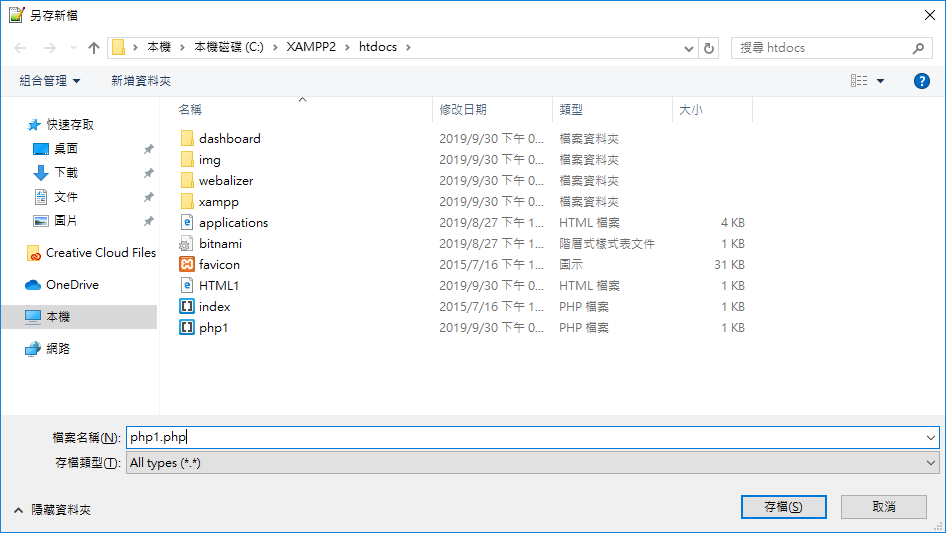 另存新檔
本機 > 本機磁碟 (C:) > XAMPP2 > htdocs >
搜尋 htdocs
組合管理 新增資料夾
快速存取
桌面
下載
文件
圖片
Creative Cloud Files
OneDrive
本機
網路
名稱 修改日期 類型 大小
dashboard 2019/9/30 下午 0... 檔案資料夾
img 2019/9/30 下午 0... 檔案資料夾
webalizer 2019/9/30 下午 0... 檔案資料夾
xampp 2019/9/30 下午 0... 檔案資料夾
applications 2019/8/27 下午 1... HTML 檔案 4 KB
bitnami 2019/8/27 下午 1... 階層式樣式表文件 1 KB
favicon 2015/7/16 下午 1... 圖示 31 KB
HTML1 2019/9/30 下午 0... HTML 檔案 1 KB
index 2015/7/16 下午 1... PHP 檔案 1 KB
php1 2019/9/30 下午 0... PHP 檔案 1 KB
檔案名稱(N): php1.php
存檔類型(T): All types (*.*)
隱藏資料夾
存檔(S) 取消